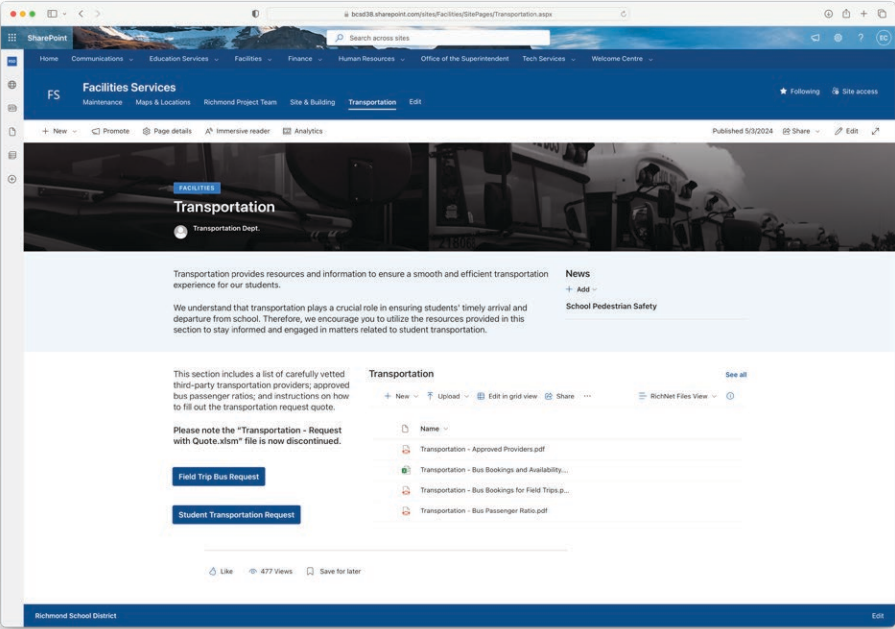 bcsd38.sharepoint.com/sites/Facilities/SitePages/Transportation.aspx
SharePoint
Search across sites
EC
Home Communications Education Services Facilities Finance Human Resources Office of the Superintendent Tech Services Welcome Centre
FS
Facilities Services
Maintenance Maps & Locations Richmond Project Team Site & Building Transportation Edit
Following Site access
+ New Promote Page details Immersive reader Analytics
Published 5/3/2024 Share Edit
FACILITIES
Transportation
Transportation Dept.
Transportation provides resources and information to ensure a smooth and efficient transportation
experience for our students.
We understand that transportation plays a crucial role in ensuring students' timely arrival and
departure from school. Therefore, we encourage you to utilize the resources provided in this
section to stay informed and engaged in matters related to student transportation.
News
+ Add
School Pedestrian Safety
This section includes a list of carefully vetted
third-party transportation providers; approved
bus passenger ratios; and instructions on how
to fill out the transportation request quote.
Please note the "Transportation - Request
with Quote.xlsm" file is now discontinued.
Field Trip Bus Request
Student Transportation Request
Transportation
See all
+ New Upload Edit in grid view Share ...
RichNet Files View
Name
Transportation - Approved Providers.pdf
Transportation - Bus Bookings and Availability....
Transportation - Bus Bookings for Field Trips.p...
Transportation - Bus Passenger Ratio.pdf
Like 477 Views Save for later
Richmond School District
Edit